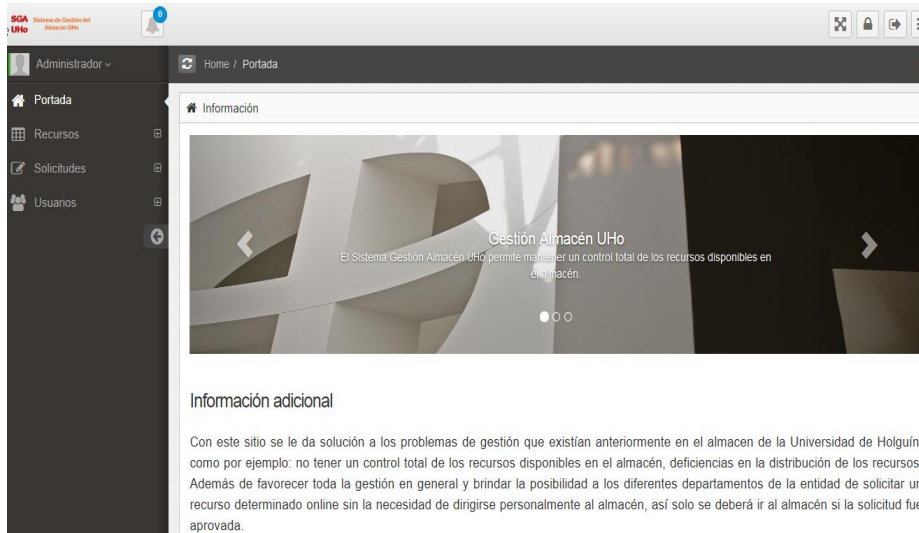 SGA Sistema de Gestión del
UHo Almacén UHo
0
Administrador
Home / Portada
Portada
Recursos
Solicitudes
Usuarios
Información
Gestión Almacén UHo
El Sistema Gestión Almacén UHo permite mantener un control total de los recursos disponibles en
el almacén.
Información adicional
Con este sitio se le da solución a los problemas de gestión que existían anteriormente en el almacen de la Universidad de Holguín
como por ejemplo: no tener un control total de los recursos disponibles en el almacén, deficiencias en la distribución de los recursos
Además de favorecer toda la gestión en general y brindar la posibilidad a los diferentes departamentos de la entidad de solicitar un
recurso determinado online sin la necesidad de dirigirse personalmente al almacén, así solo se deberá ir al almacén si la solicitud fue
aprovada.